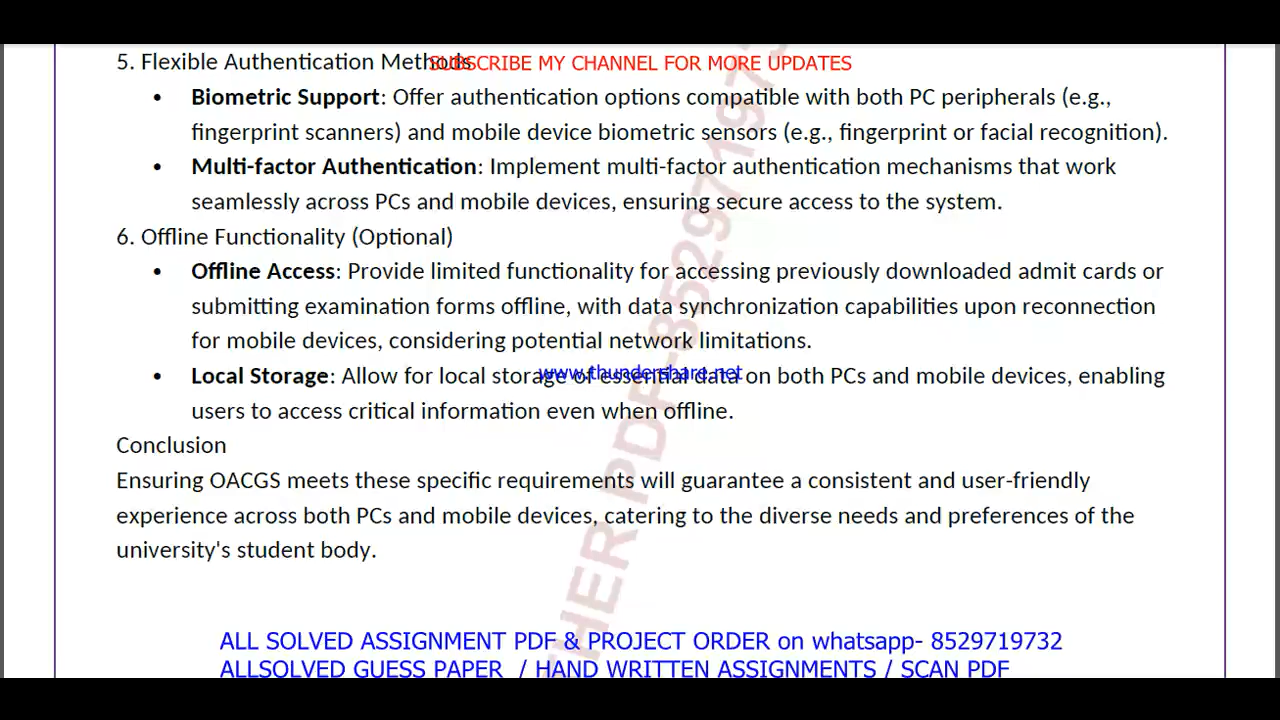 5. Flexible Authentication Methods
SUBSCRIBE MY CHANNEL FOR MORE UPDATES
• Biometric Support: Offer authentication options compatible with both PC peripherals (e.g.,
fingerprint scanners) and mobile device biometric sensors (e.g., fingerprint or facial recognition).
• Multi-factor Authentication: Implement multi-factor authentication mechanisms that work
seamlessly across PCs and mobile devices, ensuring secure access to the system.
6. Offline Functionality (Optional)
• Offline Access: Provide limited functionality for accessing previously downloaded admit cards or
submitting examination forms offline, with data synchronization capabilities upon reconnection
for mobile devices, considering potential network limitations.
• Local Storage: Allow for local storage of essential data on both PCs and mobile devices, enabling
www.thundershare.net
users to access critical information even when offline.
Conclusion
Ensuring OACGS meets these specific requirements will guarantee a consistent and user-friendly
experience across both PCs and mobile devices, catering to the diverse needs and preferences of the
university's student body.
THER PDF-852971973
ALL SOLVED ASSIGNMENT PDF & PROJECT ORDER on whatsapp- 8529719732
ALLSOLVED GUESS PAPER / HAND WRITTEN ASSIGNMENTS / SCAN PDF